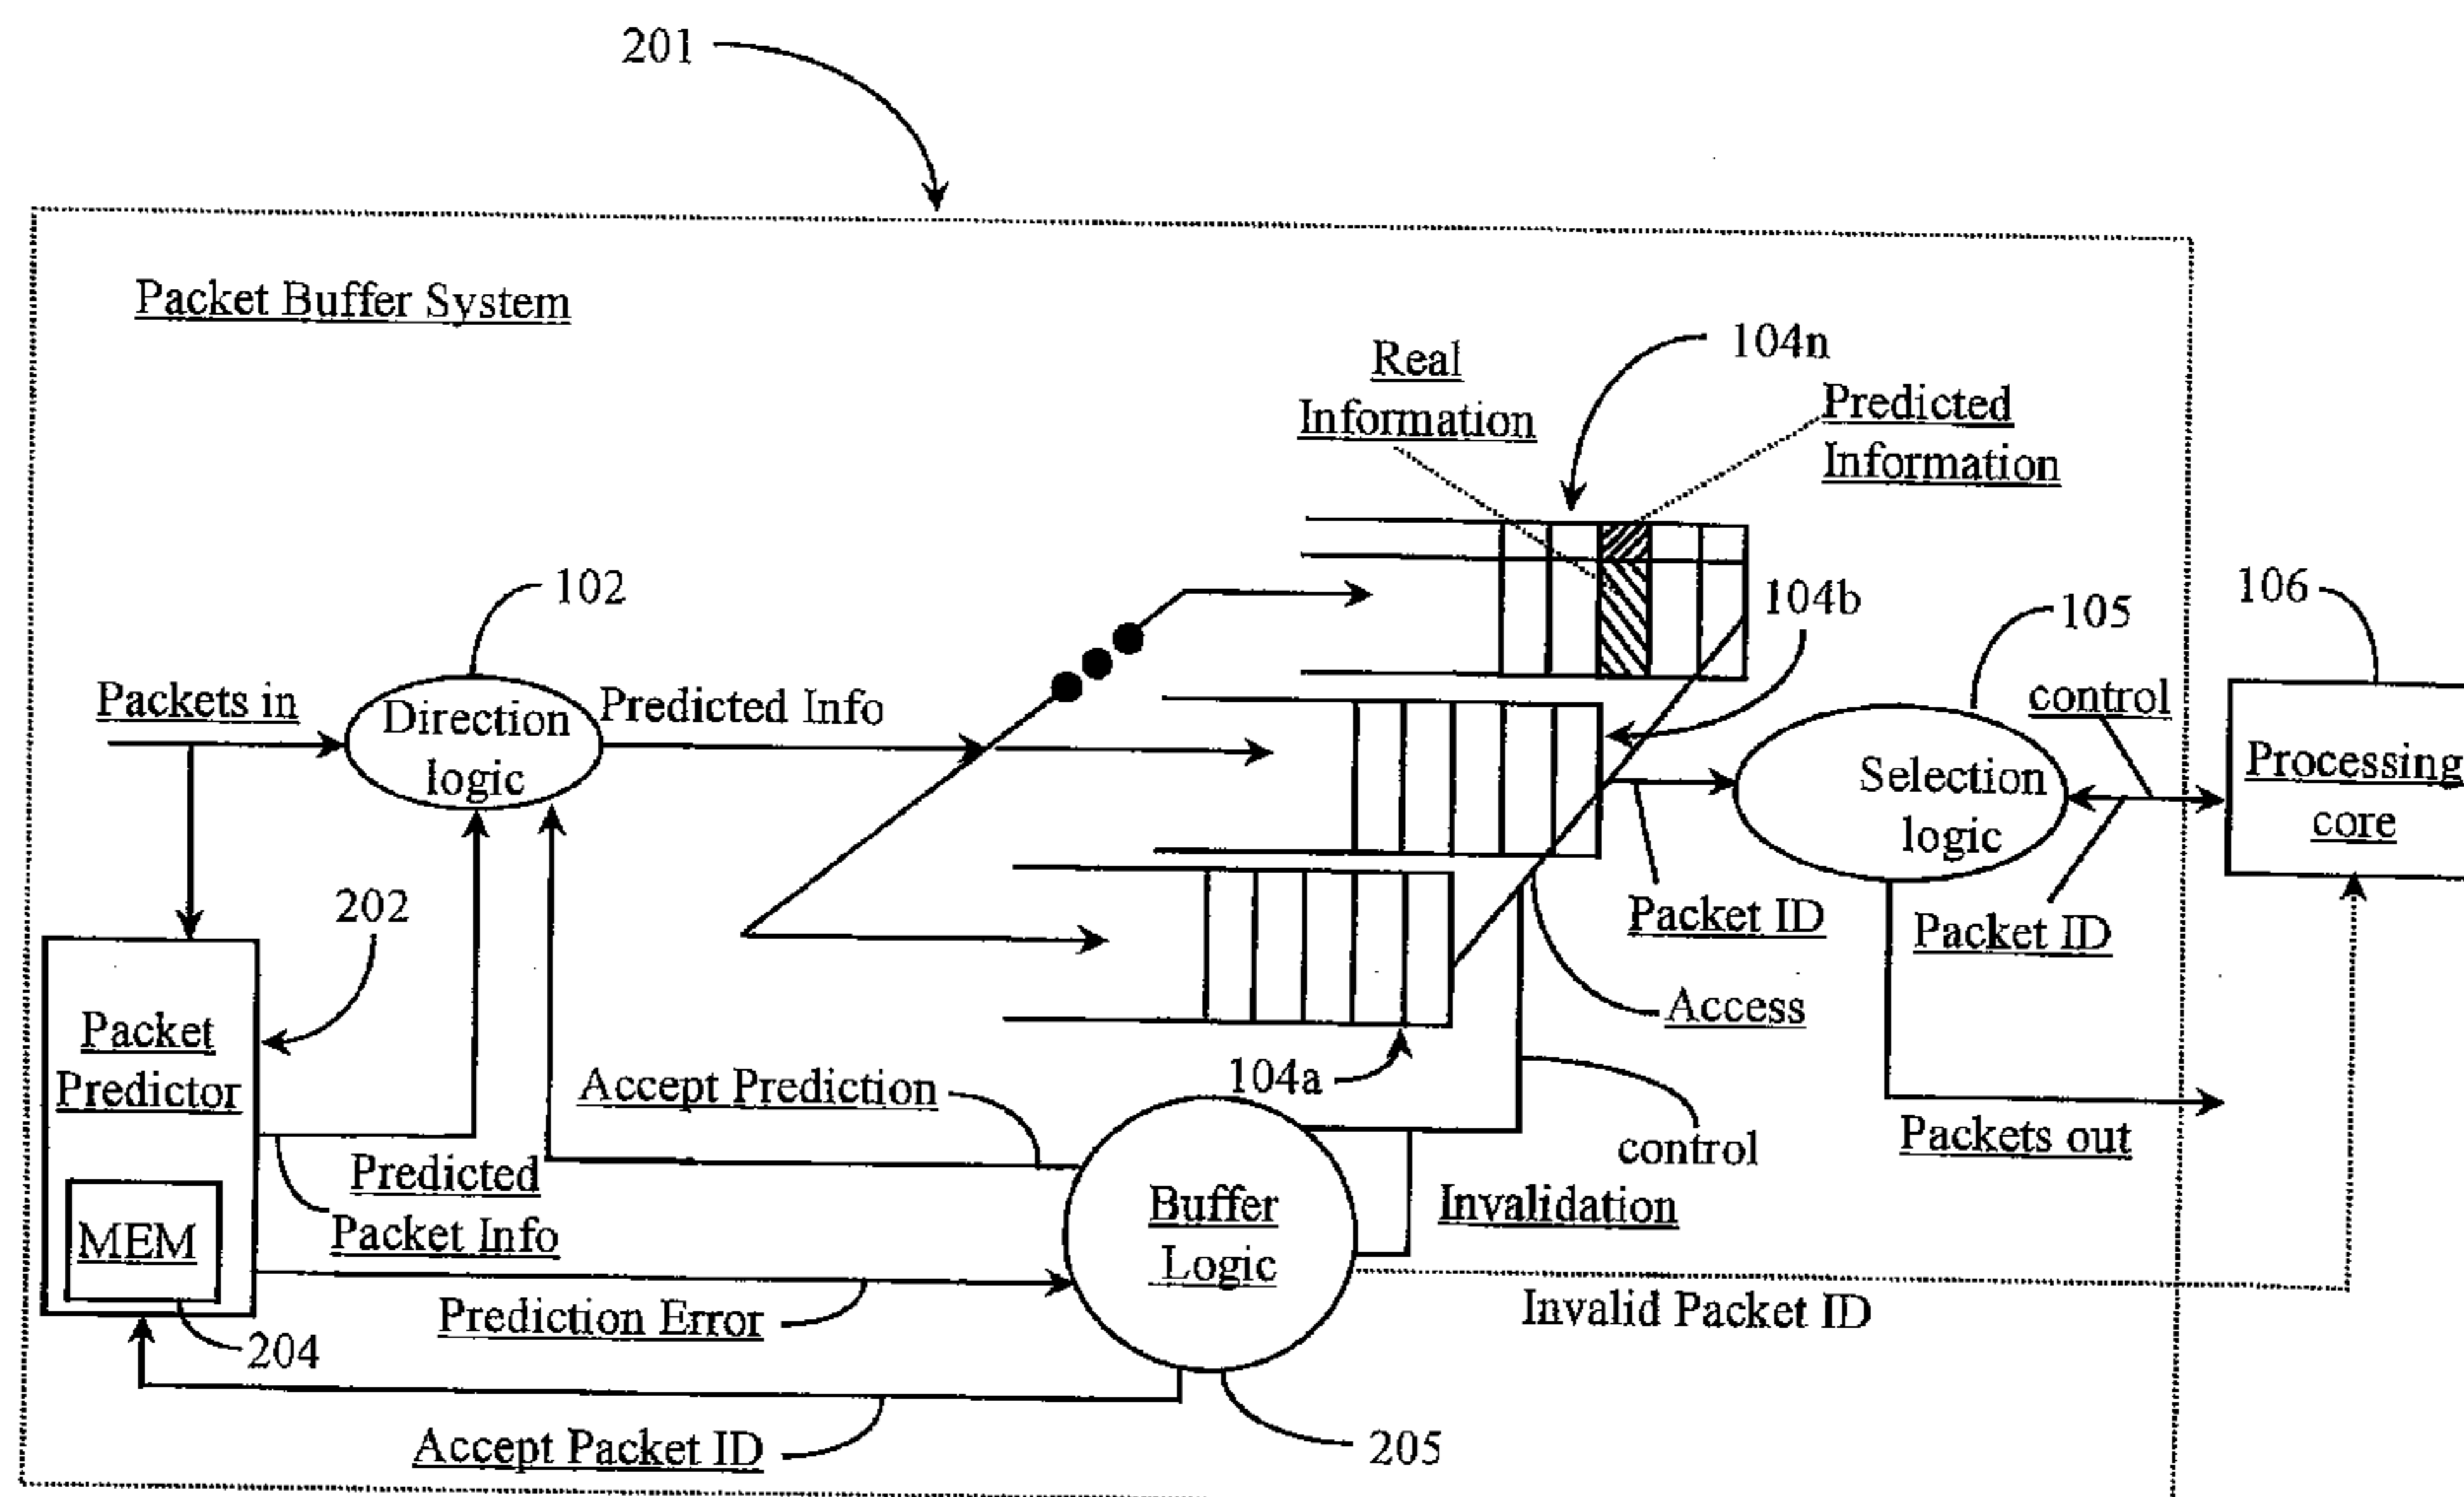 201
Packet Buffer System
104n
Real
Information
Predicted
Information
102
104b
105
106
Packets in
Direction
logic
Predicted Info
control
Selection
logic
Processing
core
202
Packet ID
Packet ID
Access
Packet
Predictor
Accept Prediction
104a
control
Packets out
Predicted
Packet Info
MEM
Buffer
Logic
Invalidation
Prediction Error
Invalid Packet ID
204
Accept Packet ID
205